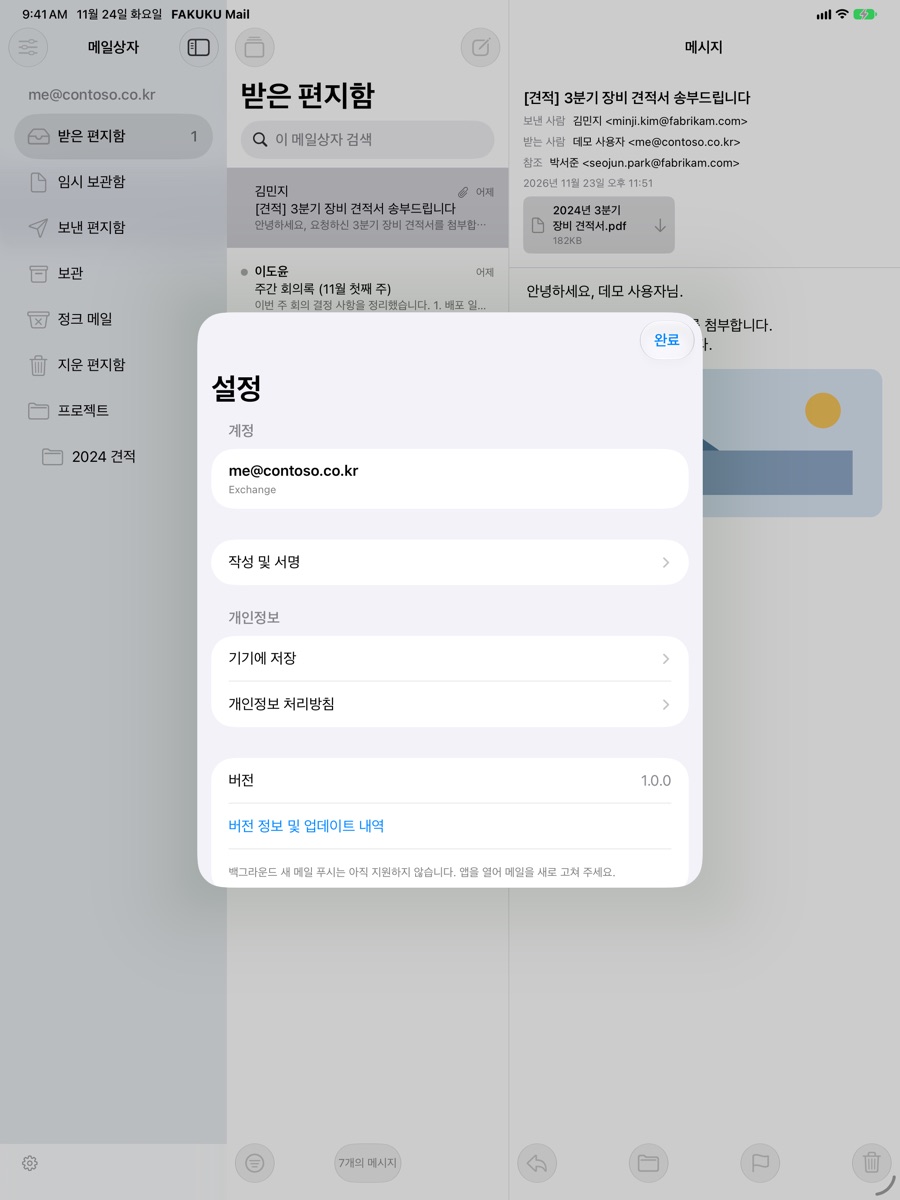 9:41 AM 11월 24일 화요일 FAKUKU Mail
메일상자
me@contoso.co.kr
받은 편지함 1
임시 보관함
보낸 편지함
보관
정크 메일
지운 편지함
프로젝트
2024 견적
받은 편지함
이 메일상자 검색
김민지 어제
[견적] 3분기 장비 견적서 송부드립니다
안녕하세요, 요청하신 3분기 장비 견적서를 첨부합…
이도윤 어제
주간 회의록 (11월 첫째 주)
이번 주 회의 결정 사항을 정리했습니다. 1. 배포 일…
7개의 메시지
메시지
[견적] 3분기 장비 견적서 송부드립니다
보낸 사람 김민지 <minji.kim@fabrikam.com>
받는 사람 데모 사용자 <me@contoso.co.kr>
참조 박서준 <seojun.park@fabrikam.com>
2026년 11월 23일 오후 11:51
2024년 3분기
장비 견적서.pdf
182KB
안녕하세요, 데모 사용자님.
첨부합니다.
완료
설정
계정
me@contoso.co.kr
Exchange
작성 및 서명
개인정보
기기에 저장
개인정보 처리방침
버전 1.0.0
버전 정보 및 업데이트 내역
백그라운드 새 메일 푸시는 아직 지원하지 않습니다. 앱을 열어 메일을 새로 고쳐 주세요.